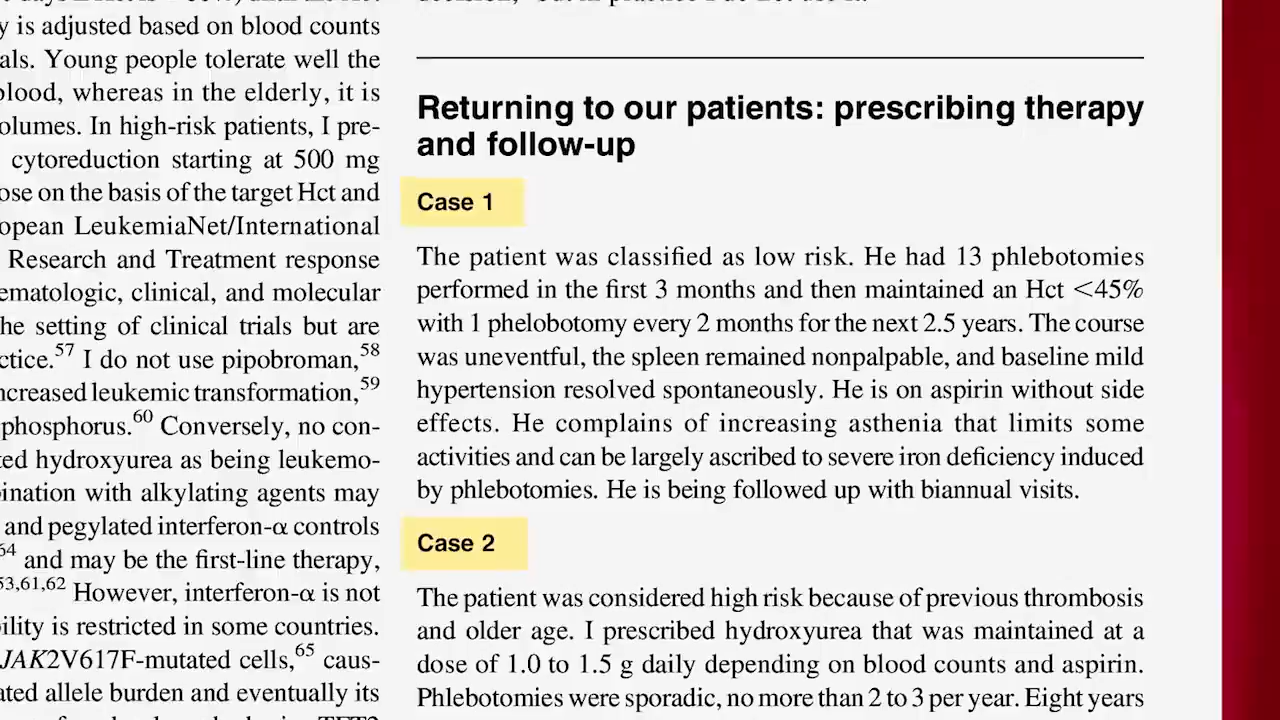 y is adjusted based on blood counts
als. Young people tolerate well the
blood, whereas in the elderly, it is
olumes. In high-risk patients, I pre-
cytoreduction starting at 500 mg
ose on the basis of the target Hct and
opean LeukemiaNet/International
Research and Treatment response
ematologic, clinical, and molecular
he setting of clinical trials but are
ctice.57 I do not use pipobroman,58
ncreased leukemic transformation,59
phosphorus.60 Conversely, no con-
ted hydroxyurea as being leukemo-
bination with alkylating agents may
and pegylated interferon-α controls
64 and may be the first-line therapy,
53,61,62 However, interferon-α is not
bility is restricted in some countries.
JAK2V617F-mutated cells,65 caus-
ated allele burden and eventually its
Returning to our patients: prescribing therapy
and follow-up
Case 1
The patient was classified as low risk. He had 13 phlebotomies
performed in the first 3 months and then maintained an Hct <45%
with 1 phelobotomy every 2 months for the next 2.5 years. The course
was uneventful, the spleen remained nonpalpable, and baseline mild
hypertension resolved spontaneously. He is on aspirin without side
effects. He complains of increasing asthenia that limits some
activities and can be largely ascribed to severe iron deficiency induced
by phlebotomies. He is being followed up with biannual visits.
Case 2
The patient was considered high risk because of previous thrombosis
and older age. I prescribed hydroxyurea that was maintained at a
dose of 1.0 to 1.5 g daily depending on blood counts and aspirin.
Phlebotomies were sporadic, no more than 2 to 3 per year. Eight years